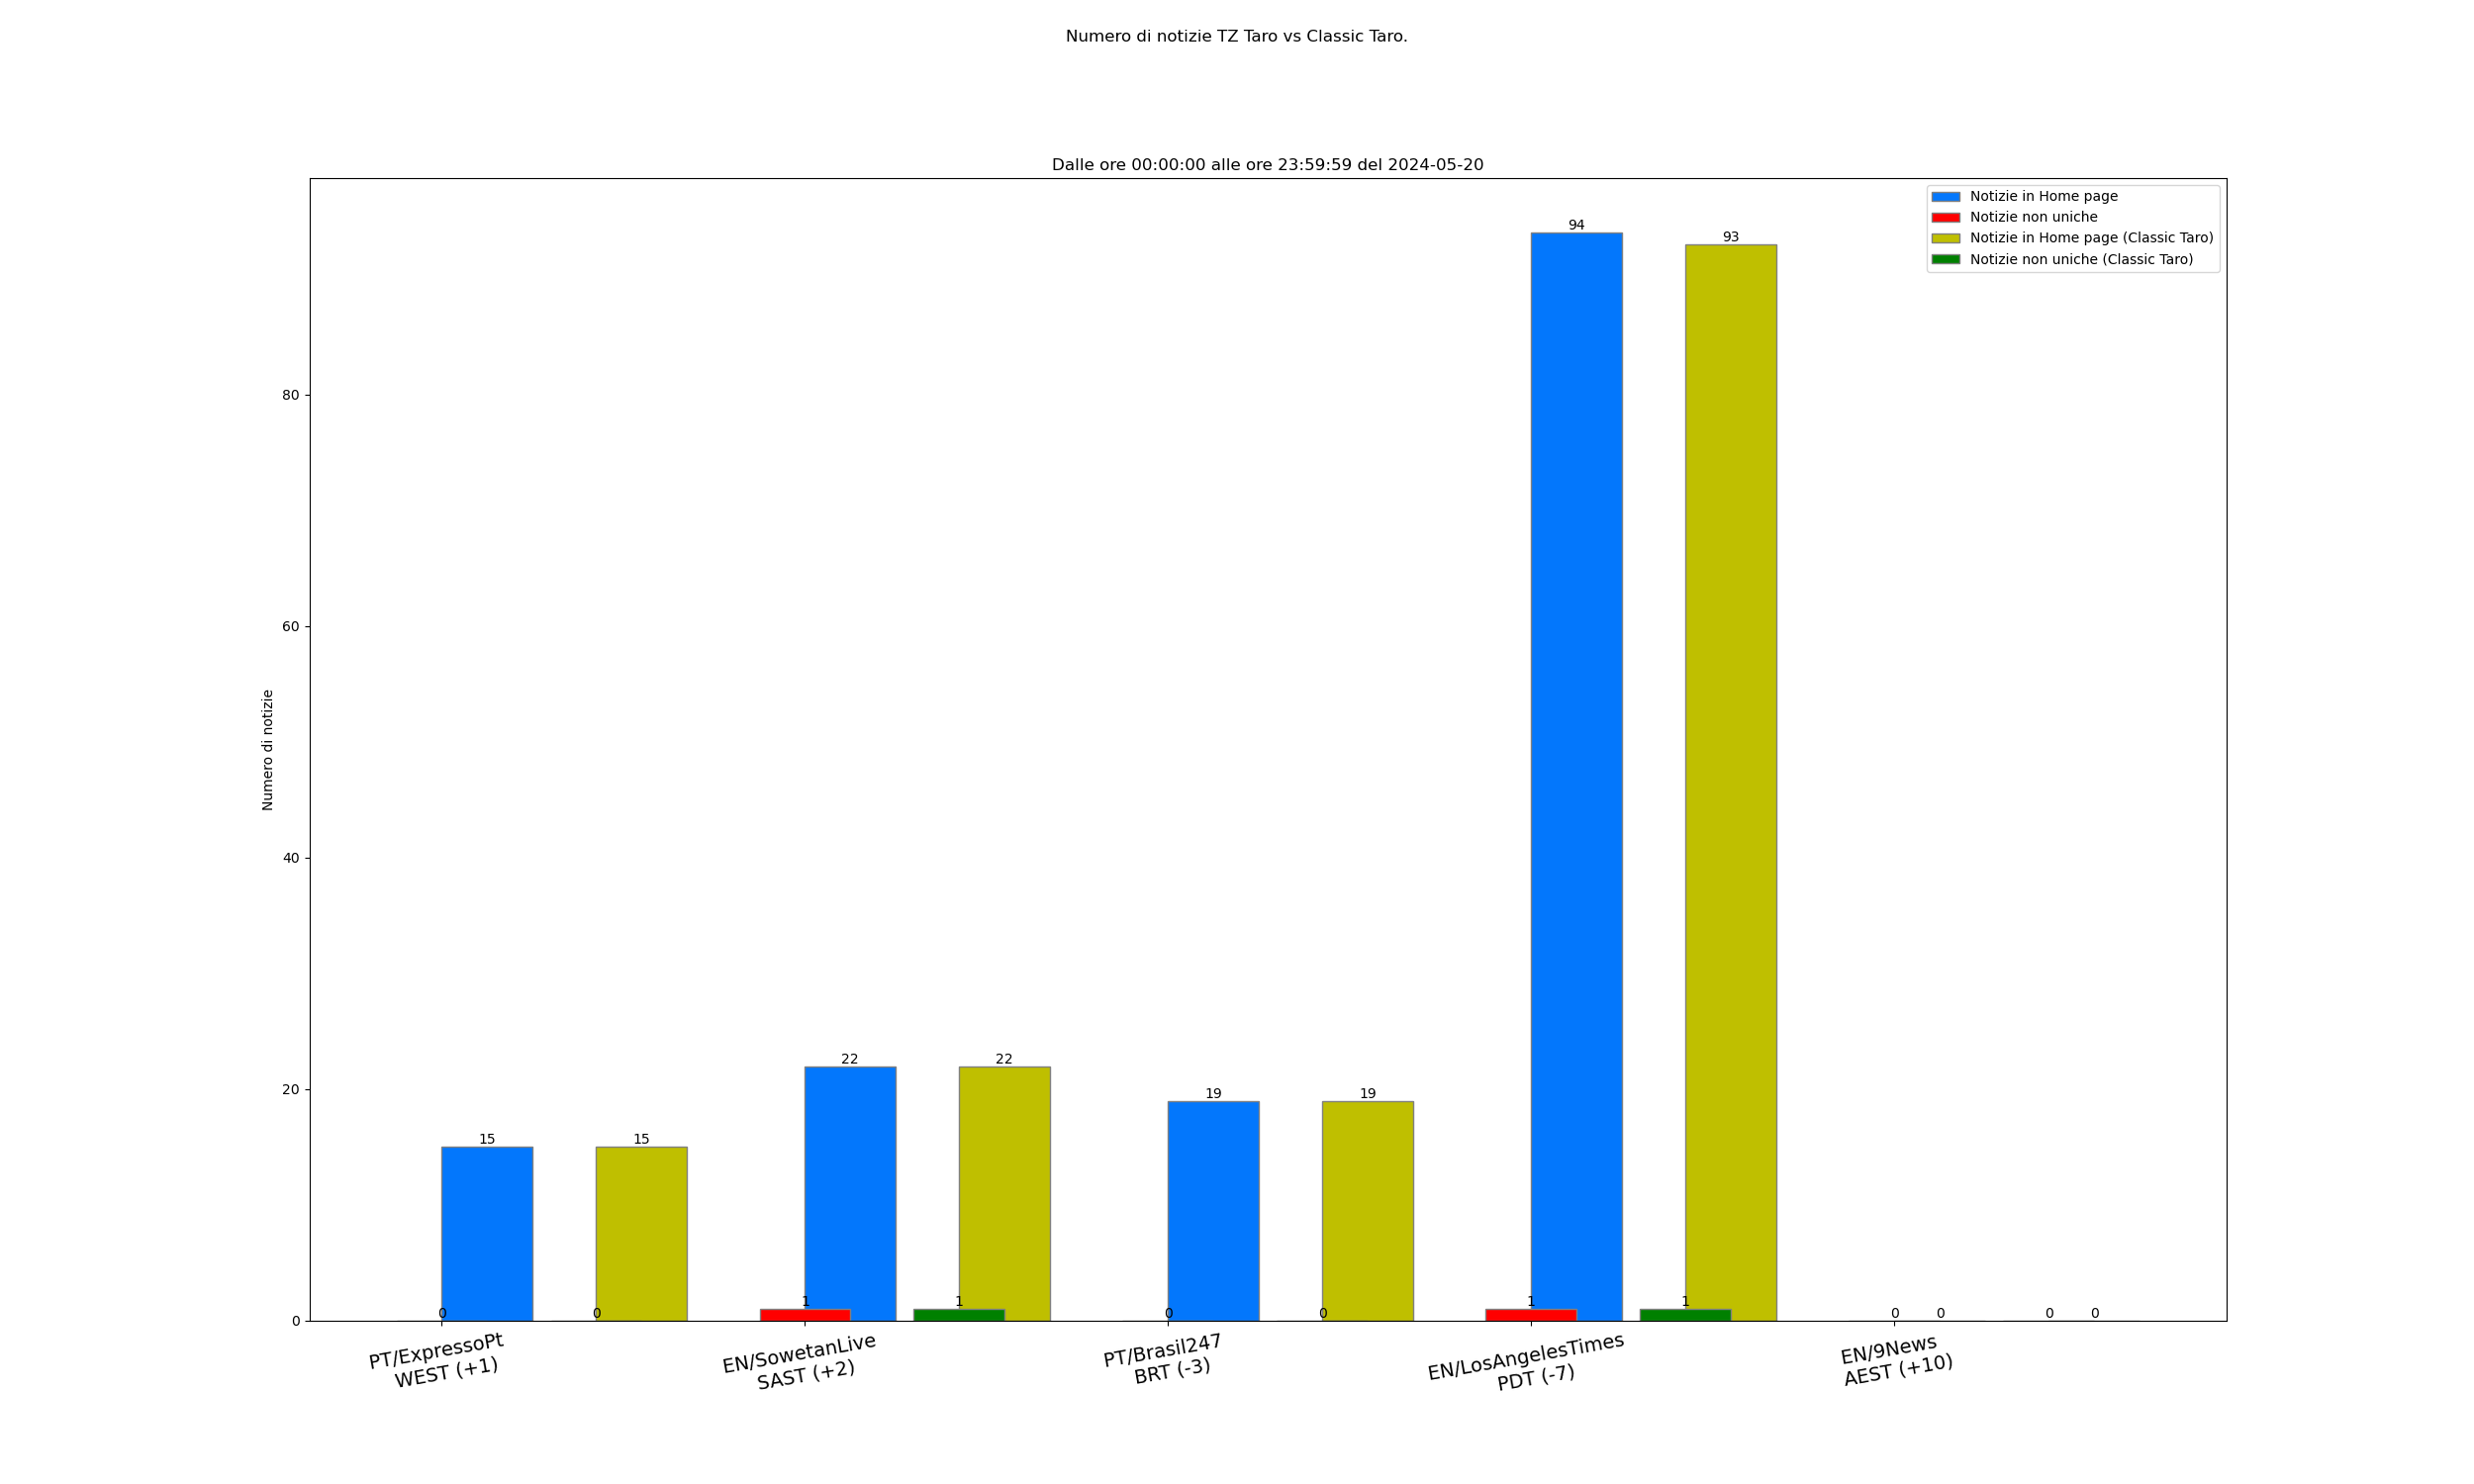 Numero di notizie TZ Taro vs Classic Taro.
Dalle ore 00:00:00 alle ore 23:59:59 del 2024-05-20
Notizie in Home page
Notizie non uniche
Notizie in Home page (Classic Taro)
Notizie non uniche (Classic Taro)
Numero di notizie
80
60
40
20
0
94
93
22
22
19
19
15
15
0
0
1
1
0
0
1
1
0
0
0
0
PT/ExpressoPt
WEST (+1)
EN/SowetanLive
SAST (+2)
PT/Brasil247
BRT (-3)
EN/LosAngelesTimes
PDT (-7)
EN/9News
AEST (+10)